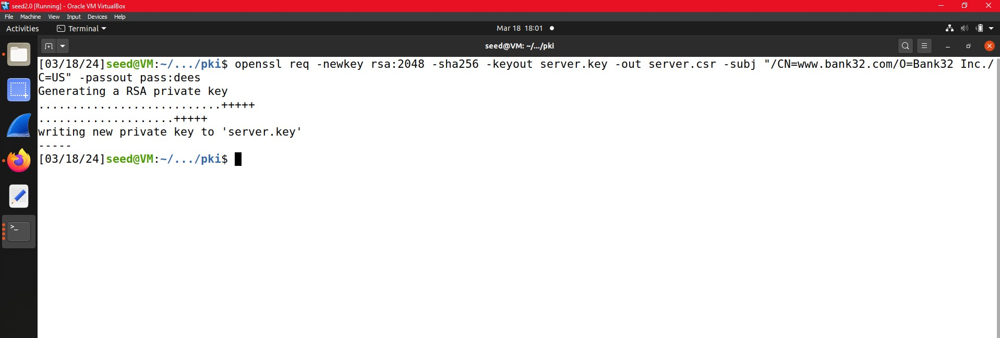 seed2.0 [Running] - Oracle VM VirtualBox
File Machine View Input Devices Help
Activities Terminal Mar 18 18:01
seed@VM: ~/.../pki
[03/18/24]seed@VM:~/.../pki$ openssl req -newkey rsa:2048 -sha256 -keyout server.key -out server.csr -subj "/CN=www.bank32.com/O=Bank32 Inc./
C=US" -passout pass:dees
Generating a RSA private key
...........................+++++
....................+++++
writing new private key to 'server.key'
-----
[03/18/24]seed@VM:~/.../pki$
>_